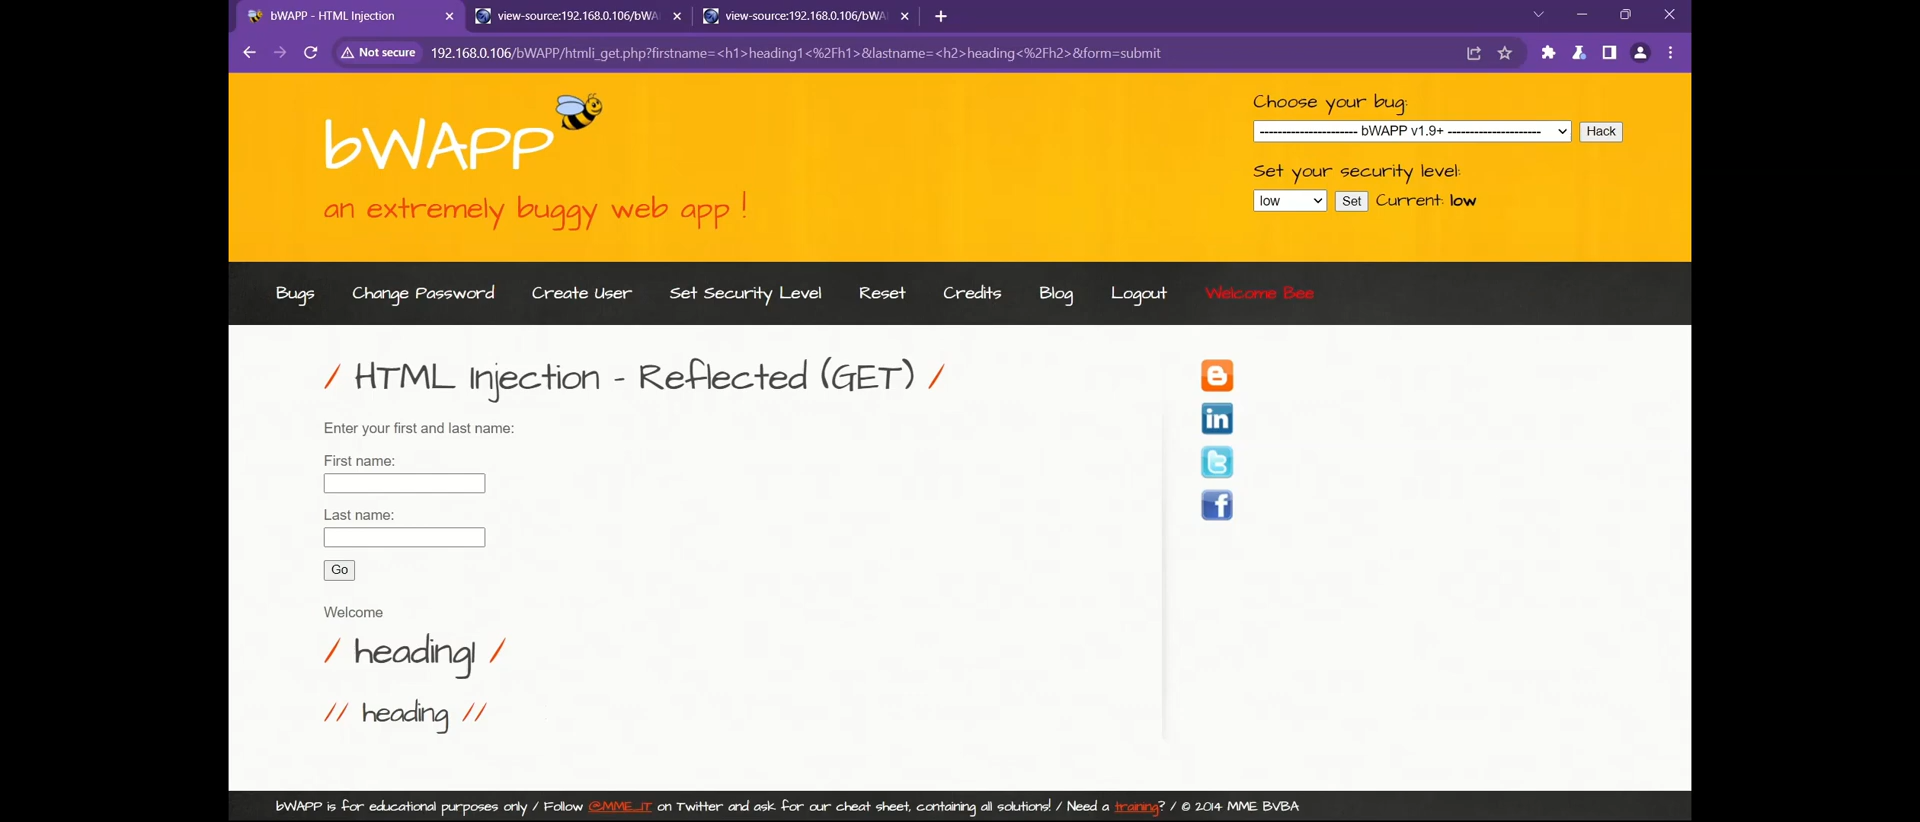 bWAPP - HTML Injection
view-source:192.168.0.106/bWA
view-source:192.168.0.106/bWA
Not secure
192.168.0.106/bWAPP/htmli_get.php?firstname=<h1>heading1<%2Fh1>&lastname=<h2>heading<%2Fh2>&form=submit
bWAPP
an extremely buggy web app !
Choose your bug:
---------------------- bWAPP v1.9+ ----------------------
Hack
Set your security level:
low
Set
Current: low
Bugs
Change Password
Create User
Set Security Level
Reset
Credits
Blog
Logout
Welcome Bee
/ HTML Injection - Reflected (GET) /
Enter your first and last name:
First name:
Last name:
Go
Welcome
/ heading1 /
// heading //
bWAPP is for educational purposes only / Follow @MME_IT on Twitter and ask for our cheat sheet, containing all solutions! / Need a training? / © 2014 MME BVBA